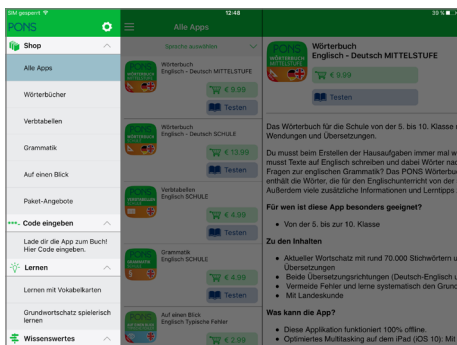 SIM gesperrt
12:48
39 %
PONS
Alle Apps
Shop
Alle Apps
Wörterbücher
Verbtabellen
Grammatik
Auf einen Blick
Paket-Angebote
Code eingeben
Lade dir die App zum Buch!
Hier Code eingeben.
Lernen
Lernen mit Vokabelkarten
Grundwortschatz spielerisch
lernen
Wissenswertes
Sprache auswählen
Wörterbuch
Englisch - Deutsch MITTELSTUFE
€ 9.99
Testen
Wörterbuch
Englisch - Deutsch SCHULE
€ 13.99
Testen
Verbtabellen
Englisch SCHULE
€ 4.99
Testen
Grammatik
Englisch SCHULE
€ 4.99
Testen
Auf einen Blick
Englisch Typische Fehler
€ 2.99
PONS
WÖRTERBUCH
MITTELSTUFE
Wörterbuch
Englisch - Deutsch MITTELSTUFE
€ 9.99
Testen
Das Wörterbuch für die Schule von der 5. bis 10. Klasse
Wendungen und Übersetzungen.
Du musst beim Erstellen der Hausaufgaben immer mal
musst Texte auf Englisch schreiben und dabei Wörter
Fragen zur englischen Grammatik? Das PONS
enthält die Wörter, die für den Englischunterricht von der
Außerdem viele zusätzliche Informationen und Lerntipps
Für wen ist diese App besonders geeignet?
• Von der 5. bis zur 10. Klasse
Zu den Inhalten
• Aktueller Wortschatz mit rund 70.000 Stichwörtern
Übersetzungen
• Beide Übersetzungsrichtungen (Deutsch-Englisch
• Vermeide Fehler und lerne systematisch den
• Mit Landeskunde
Was kann die App?
• Diese Applikation funktioniert 100% offline.
• Optimiertes Multitasking auf dem iPad (iOS 10): Mit